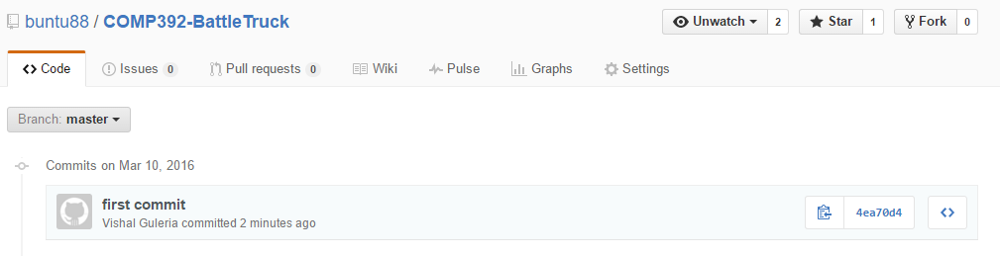 buntu88 / COMP392-BattleTruck
Unwatch 2 Star 1 Fork 0
Code Issues 0 Pull requests 0 Wiki Pulse Graphs Settings
Branch: master
Commits on Mar 10, 2016
first commit
Vishal Guleria committed 2 minutes ago
4ea70d4